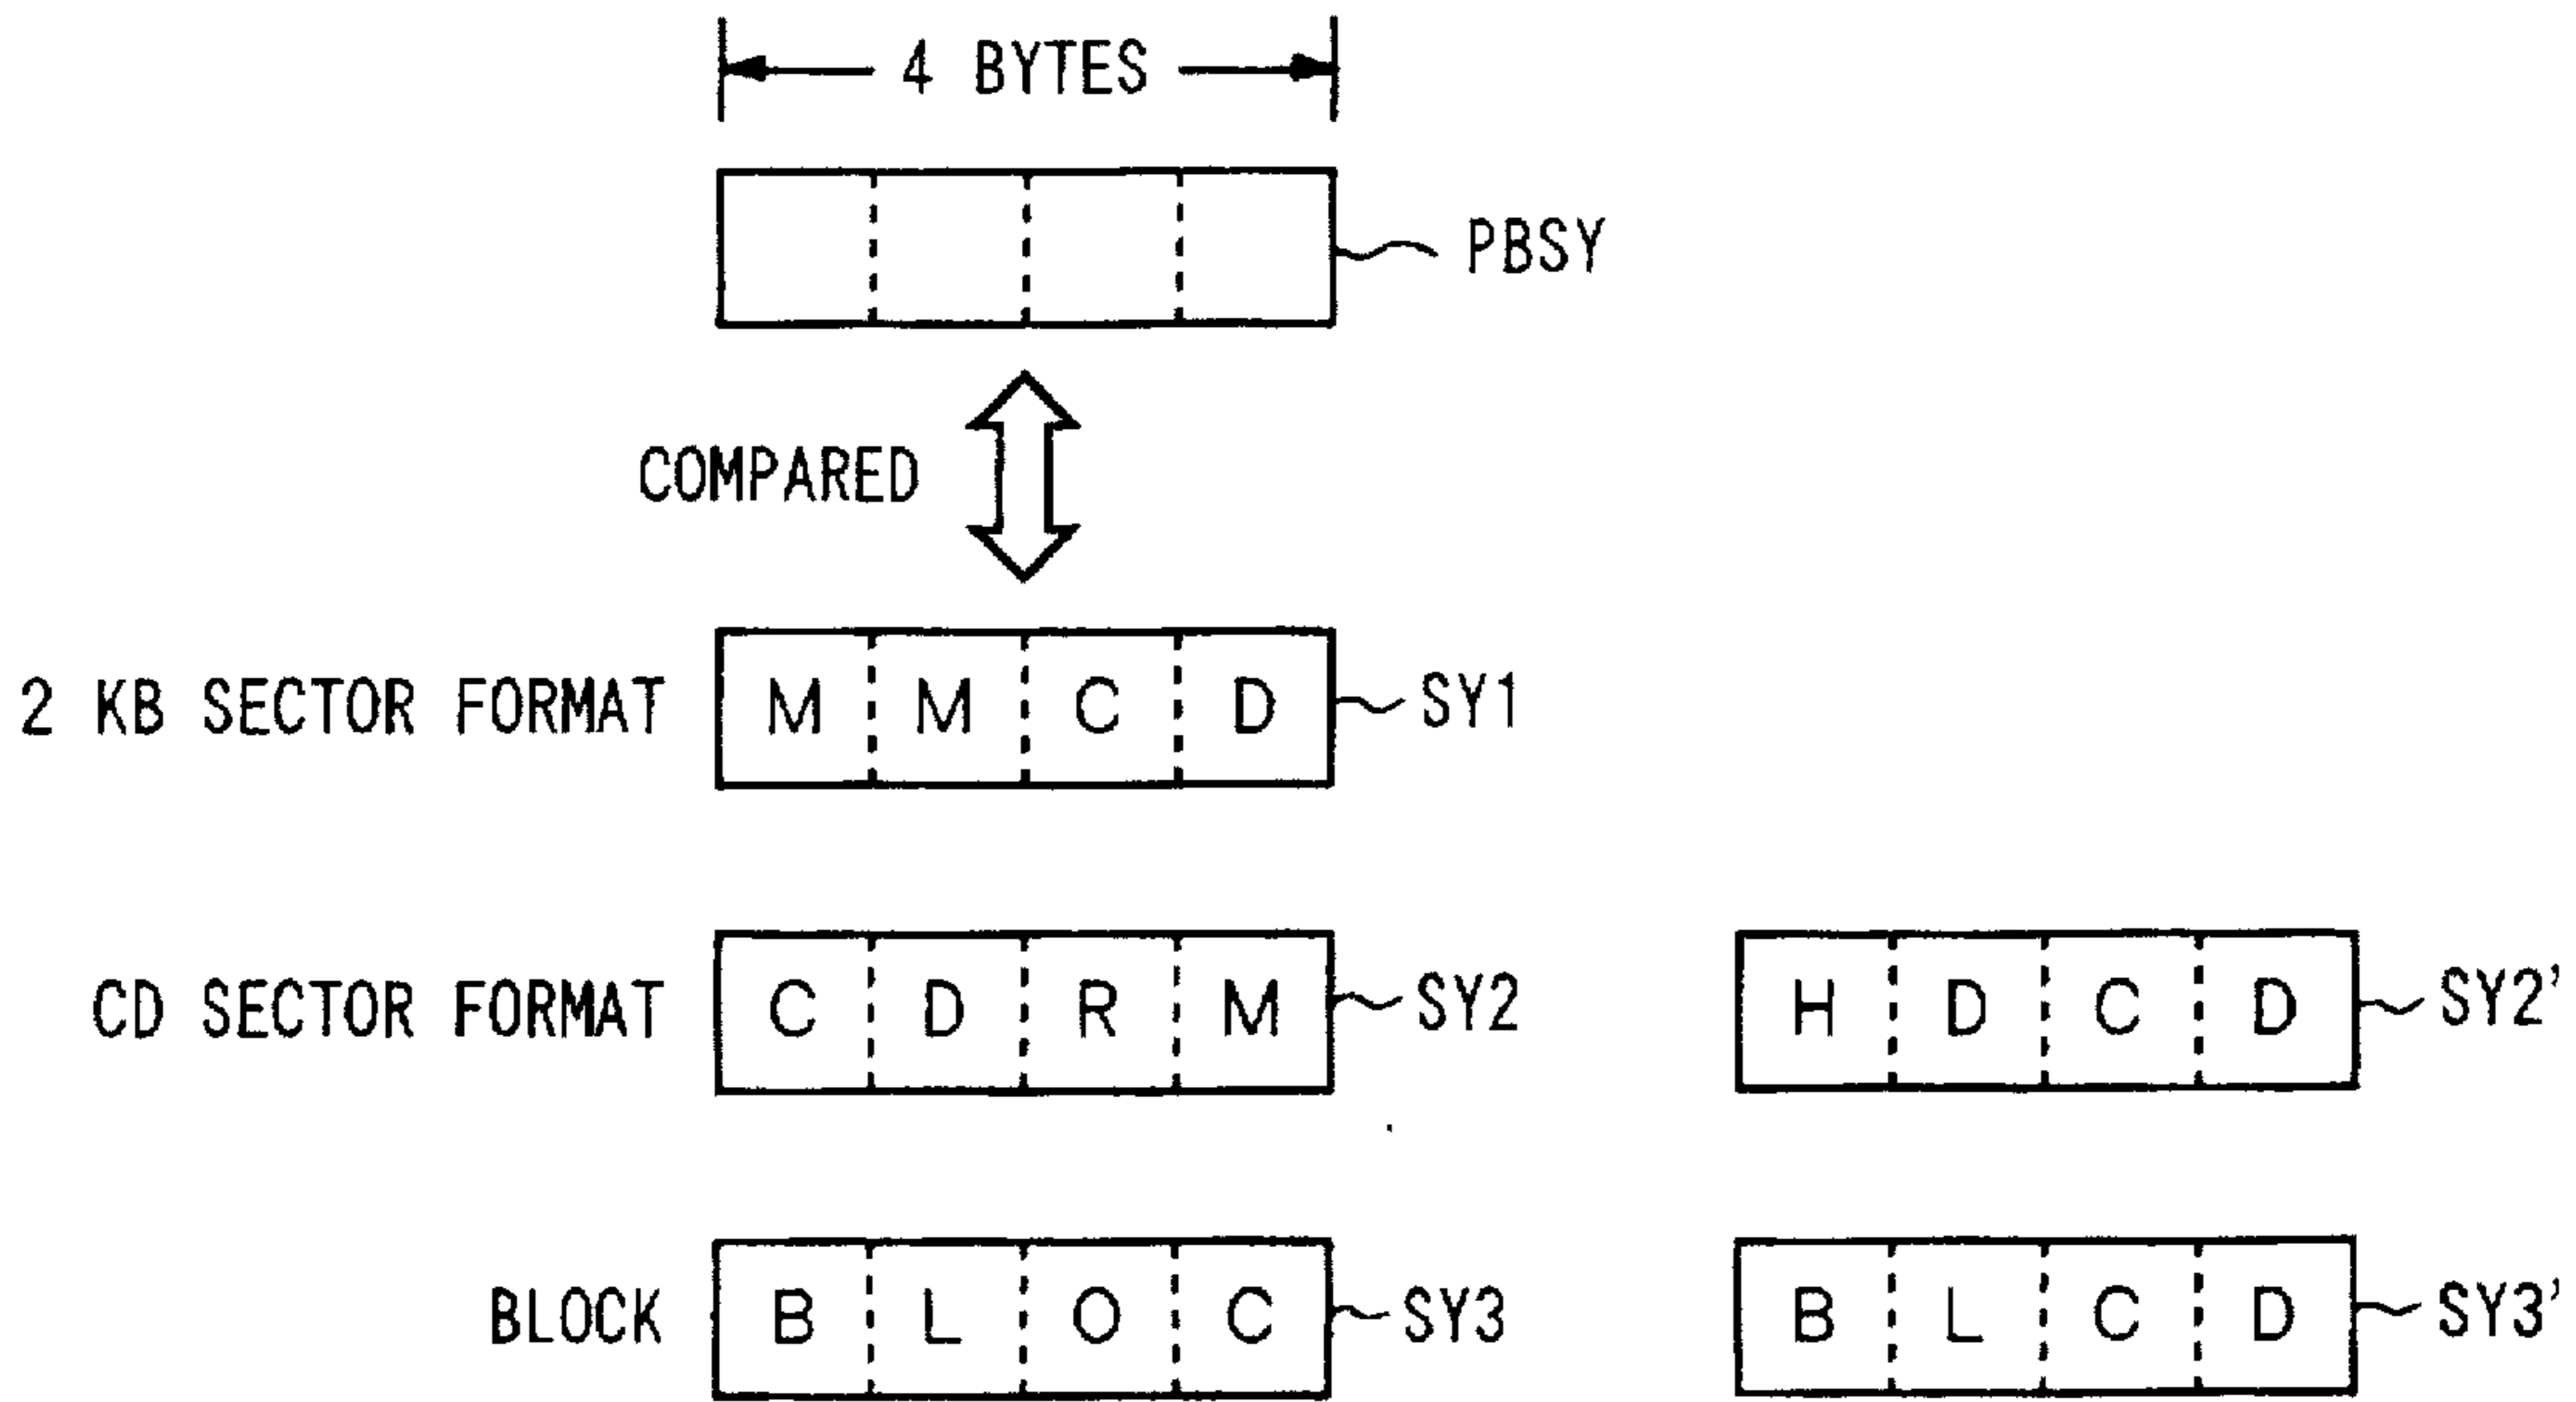 4 BYTES
PBSY
COMPARED
2 KB SECTOR FORMAT M M C D SY1
CD SECTOR FORMAT C D R M SY2 H D C D SY2'
BLOCK B L O C SY3 B L C D SY3'